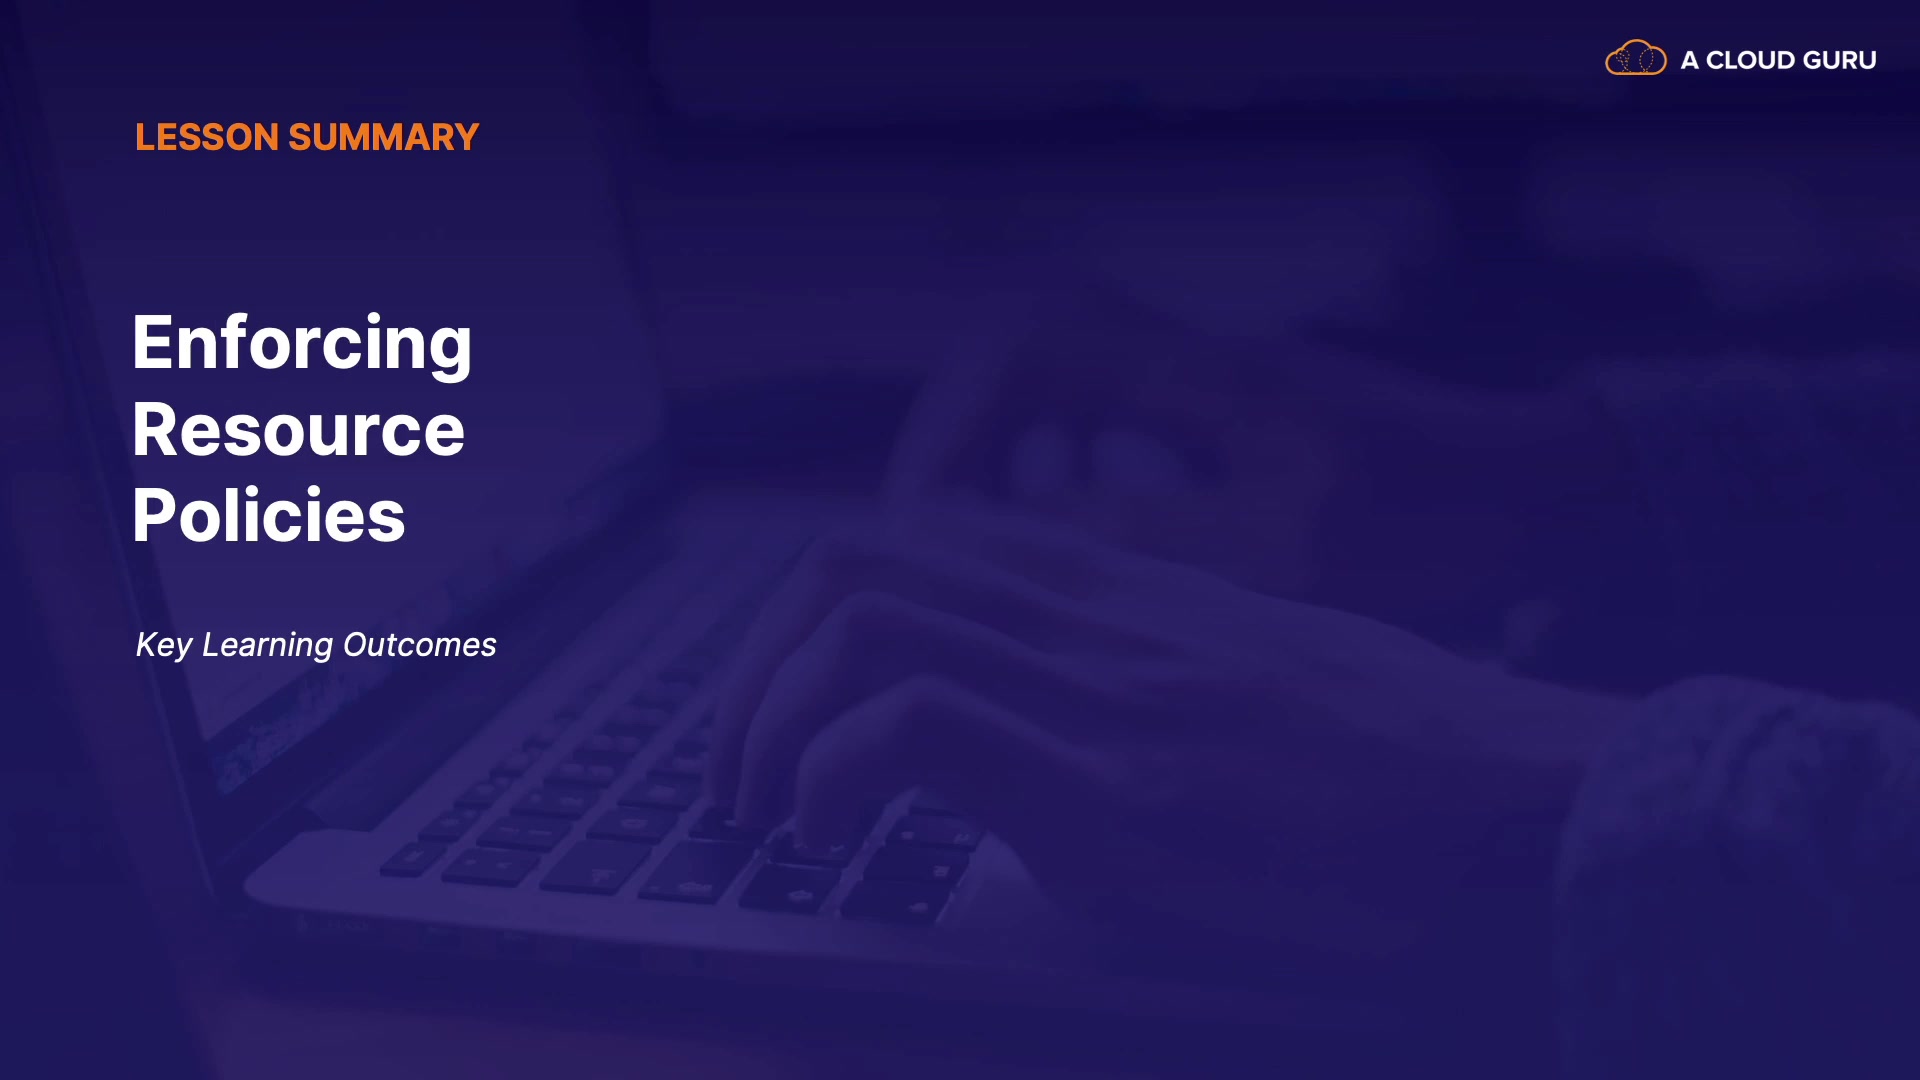 A CLOUD GURU
LESSON SUMMARY
Enforcing
Resource
Policies
Key Learning Outcomes